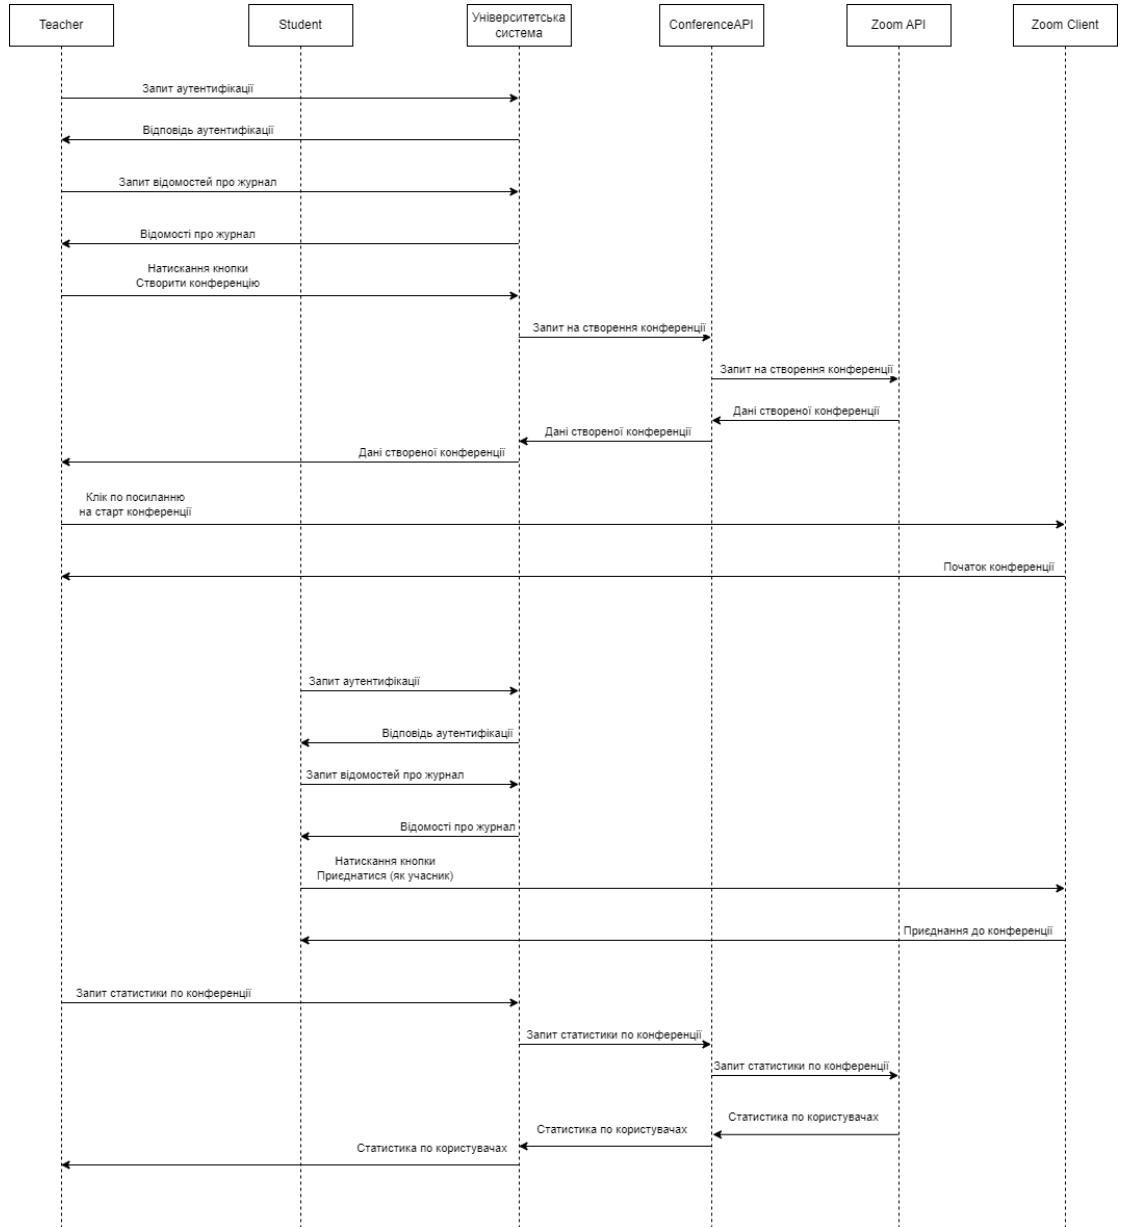 Teacher
Student
Університетська
система
ConferenceAPI
Zoom API
Zoom Client
Запит аутентифікації
Відповідь аутентифікації
Запит відомостей про журнал
Відомості про журнал
Натискання кнопки
Створити конференцію
Запит на створення конференції
Запит на створення конференції
Дані створеної конференції
Дані створеної конференції
Дані створеної конференції
Клік по посиланню
на старт конференції
Початок конференції
Запит аутентифікації
Відповідь аутентифікації
Запит відомостей про журнал
Відомості про журнал
Натискання кнопки
Приєднатися (як учасник)
Приєднання до конференції
Запит статистики по конференції
Запит статистики по конференції
Запит статистики по конференції
Статистика по користувачах
Статистика по користувачах
Статистика по користувачах